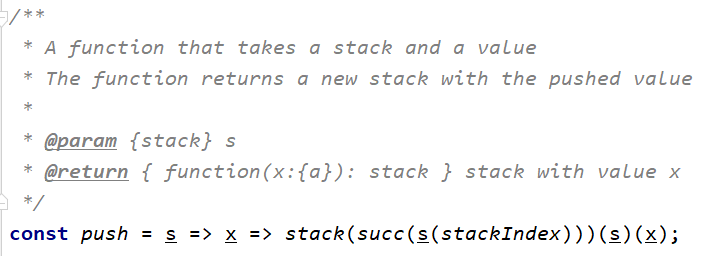 /**
 * A function that takes a stack and a value
 * The function returns a new stack with the pushed value
 *
 * @param {stack} s
 * @return { function(x:{a}): stack } stack with value x
 */
const push = s => x => stack(succ(s(stackIndex)))(s)(x);